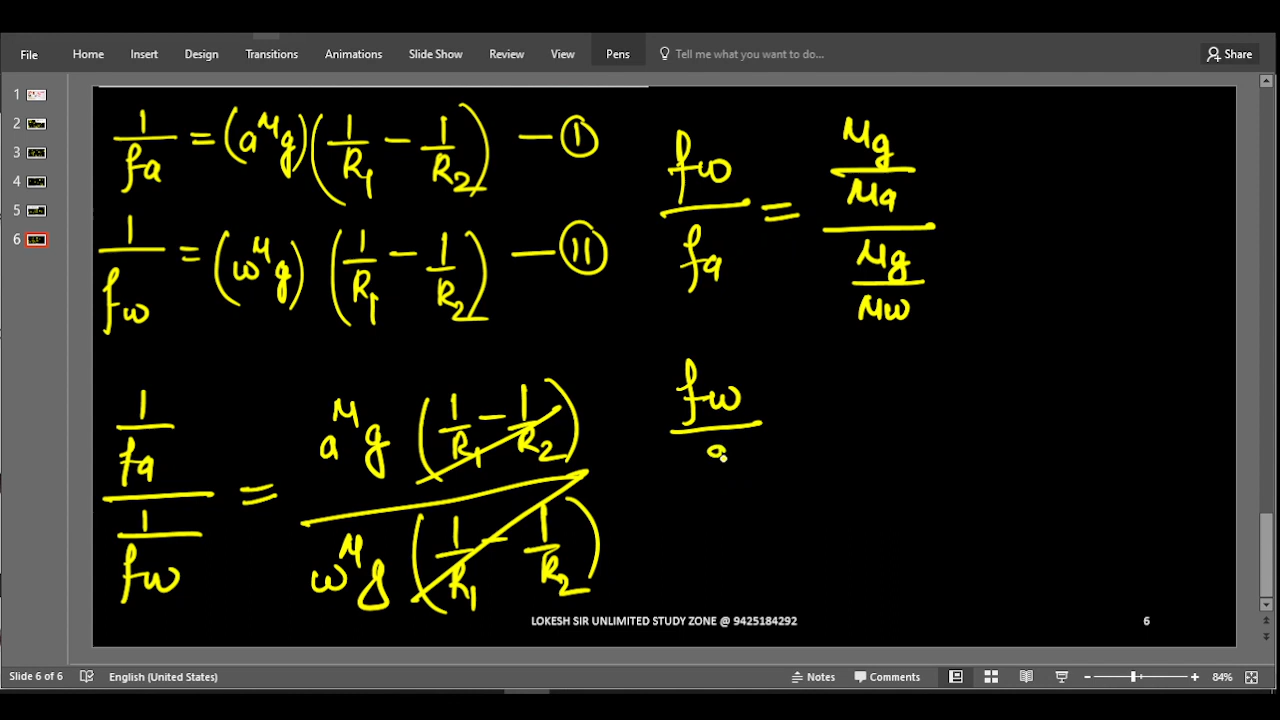 File Home Insert Design Transitions Animations Slide Show Review View Pens Tell me what you want to do... Share
1
2
3
4
5
6
1/fa = (aμg)(1/R1 - 1/R2) - I
1/fw = (wμg) (1/R1 - 1/R2) - II
(1/fa)/(1/fw) = aμg (1/R1 - 1/R2) / wμg (1/R1 - 1/R2)
fw/fa = (μg/μa)/(μg/μw)
fw
LOKESH SIR UNLIMITED STUDY ZONE @ 9425184292
6
Slide 6 of 6 English (United States) Notes Comments 84%